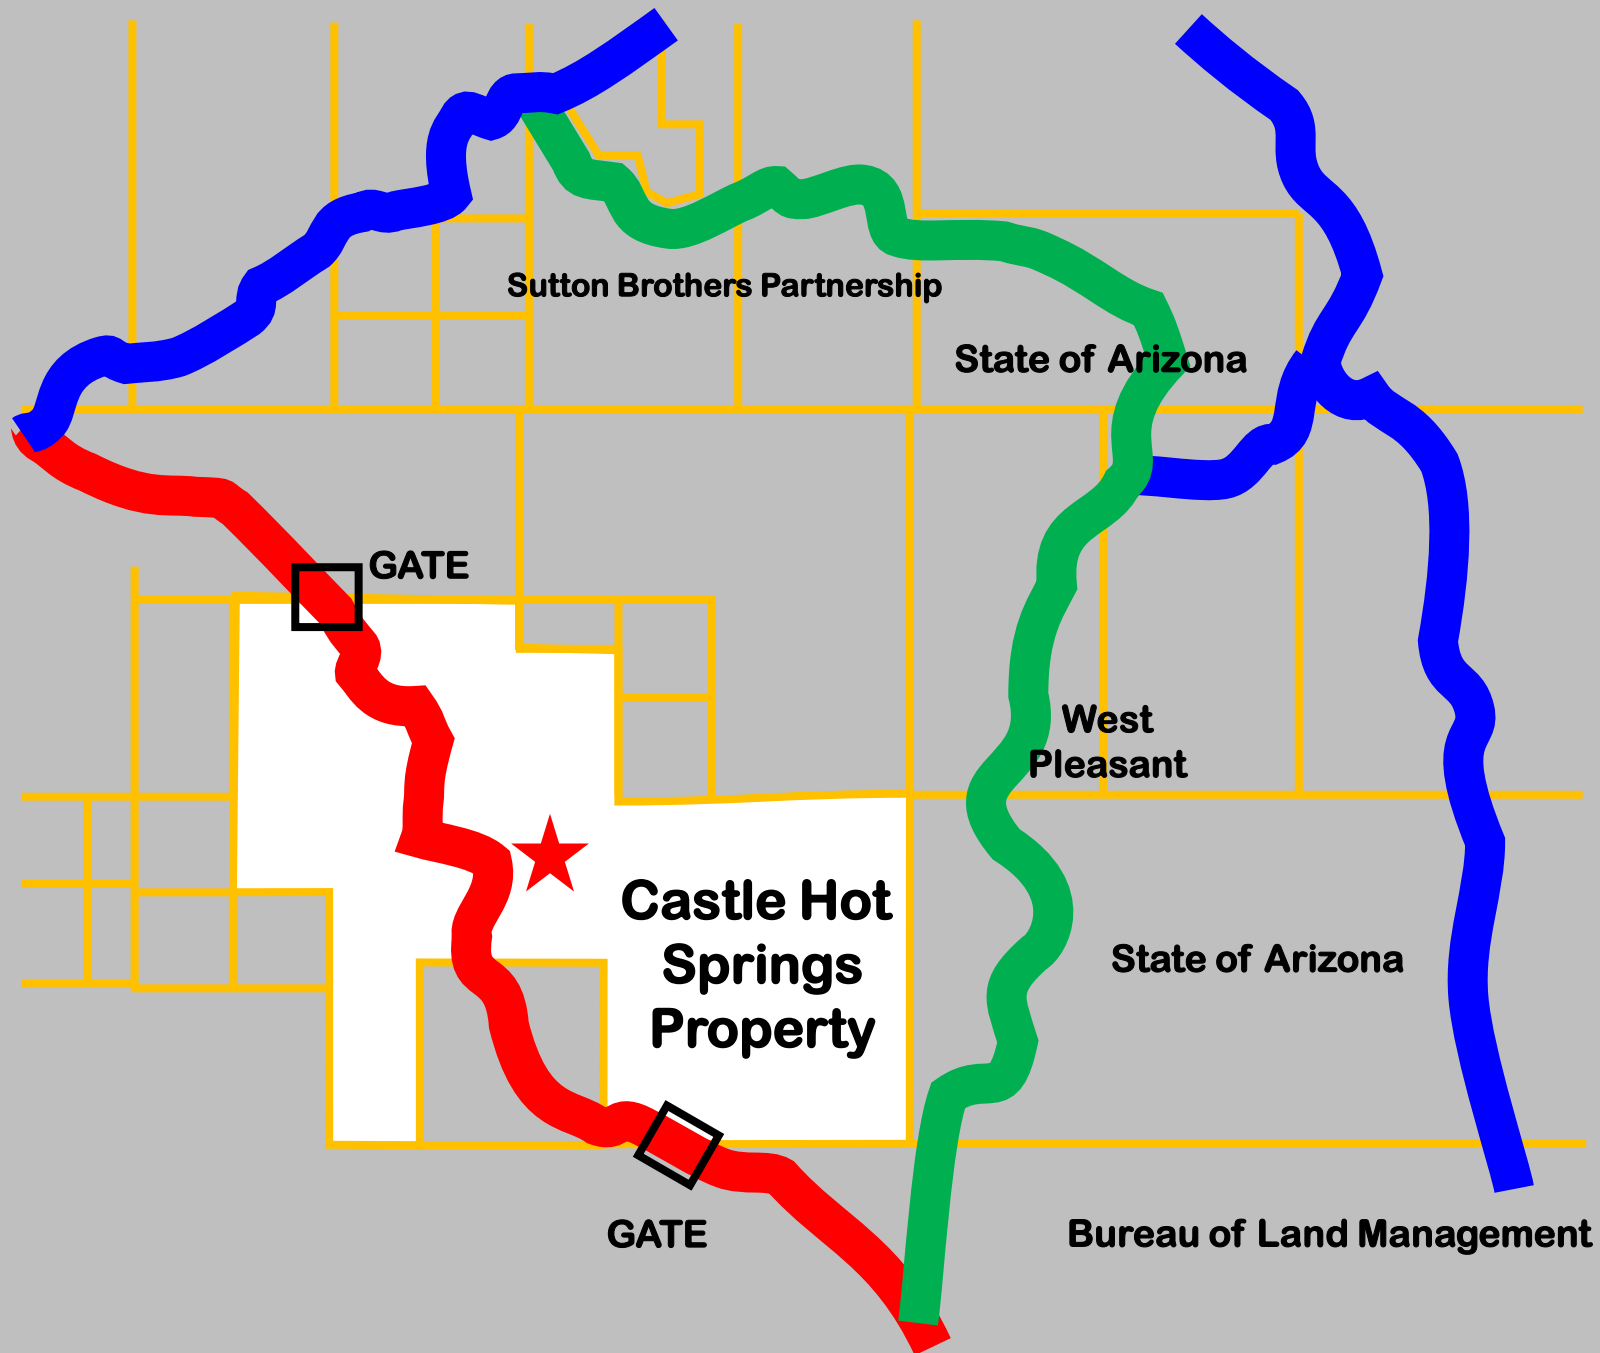 Sutton Brothers Partnership
State of Arizona
GATE
West
Pleasant
Castle Hot
Springs
Property
State of Arizona
GATE
Bureau of Land Management